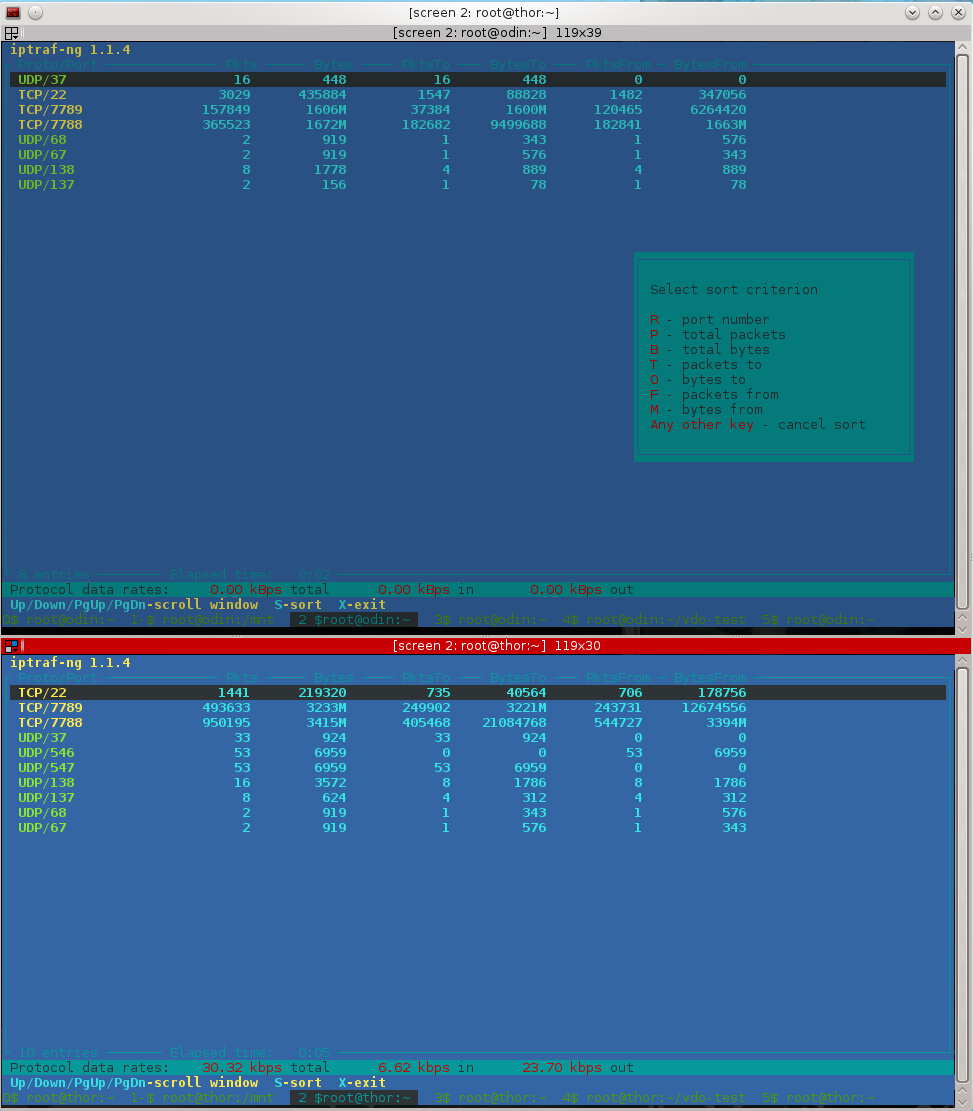 [screen 2: root@thor:~]
[screen 2: root@odin:~] 119x39
iptraf-ng 1.1.4
Proto/Port Pkts Bytes PktsTo BytesTo PktsFrom BytesFrom
UDP/37 16 448 16 448 0 0
TCP/22 3029 435884 1547 88828 1482 347056
TCP/7789 157849 1606M 37384 1600M 120465 6264420
TCP/7788 365523 1672M 182682 9499688 182841 1663M
UDP/68 2 919 1 343 1 576
UDP/67 2 919 1 576 1 343
UDP/138 8 1778 4 889 4 889
UDP/137 2 156 1 78 1 78
Select sort criterion
R - port number
P - total packets
B - total bytes
T - packets to
O - bytes to
F - packets from
M - bytes from
Any other key - cancel sort
8 entries Elapsed time: 0:02
Protocol data rates: 0.00 kBps total 0.00 kBps in 0.00 kBps out
Up/Down/PgUp/PgDn-scroll window S-sort X-exit
0$ root@odin:~ 1-$ root@odin:/mnt 2 $root@odin:~ 3$ root@odin:~ 4$ root@odin:~/vdo-test 5$ root@odin:~
[screen 2: root@thor:~] 119x30
iptraf-ng 1.1.4
Proto/Port Pkts Bytes PktsTo BytesTo PktsFrom BytesFrom
TCP/22 1441 219320 735 40564 706 178756
TCP/7789 493633 3233M 249902 3221M 243731 12674556
TCP/7788 950195 3415M 405468 21084768 544727 3394M
UDP/37 33 924 33 924 0 0
UDP/546 53 6959 0 0 53 6959
UDP/547 53 6959 53 6959 0 0
UDP/138 16 3572 8 1786 8 1786
UDP/137 8 624 4 312 4 312
UDP/68 2 919 1 343 1 576
UDP/67 2 919 1 576 1 343
10 entries Elapsed time: 0:05
Protocol data rates: 30.32 kbps total 6.62 kbps in 23.70 kbps out
Up/Down/PgUp/PgDn-scroll window S-sort X-exit
0$ root@thor:~ 1-$ root@thor:/mnt 2 $root@thor:~ 3$ root@thor:~ 4$ root@thor:~/vdo-test 5$ root@thor:~